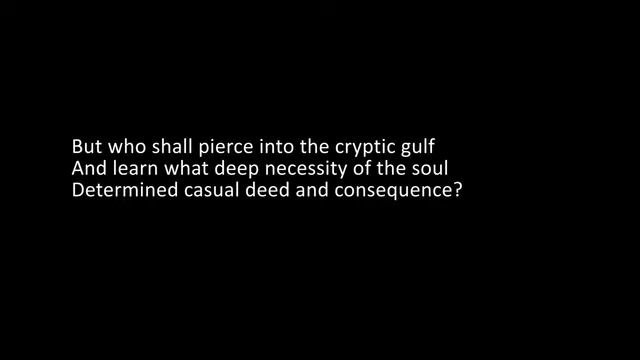 But who shall pierce into the cryptic gulf
And learn what deep necessity of the soul
Determined casual deed and consequence?